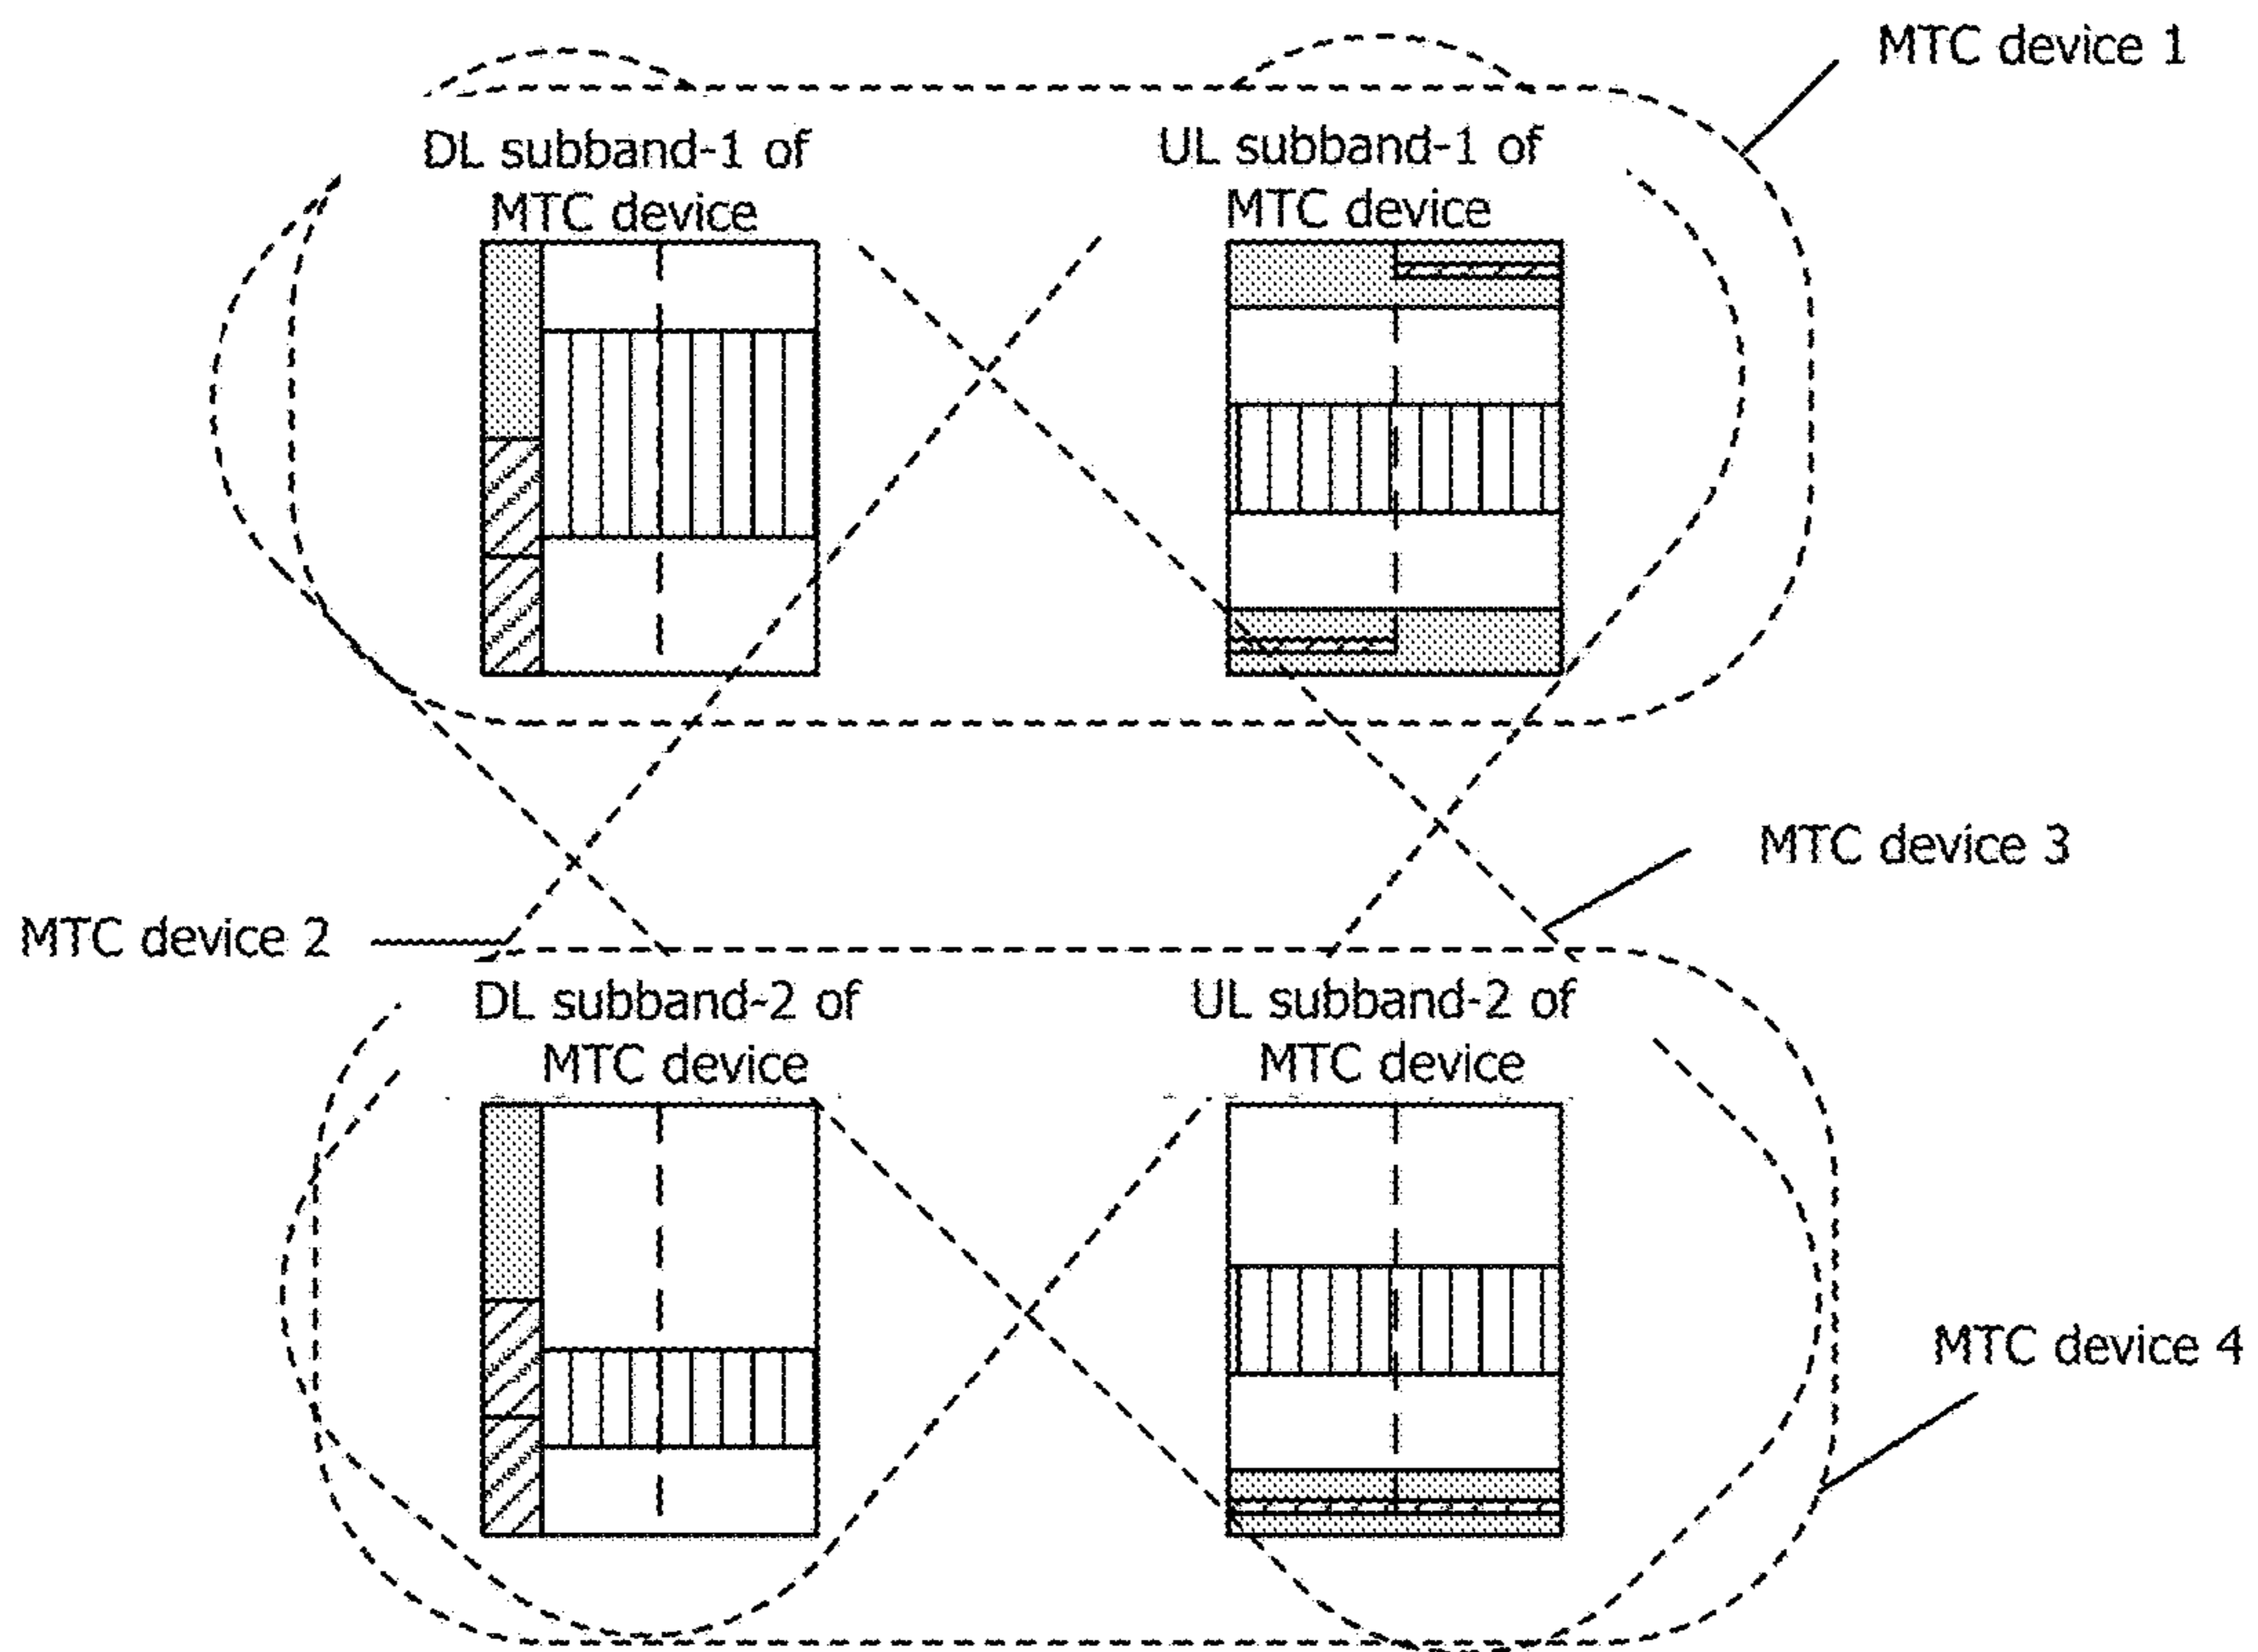 MTC device 1
DL subband-1 of
MTC device
UL subband-1 of
MTC device
MTC device 3
MTC device 2
DL subband-2 of
MTC device
UL subband-2 of
MTC device
MTC device 4